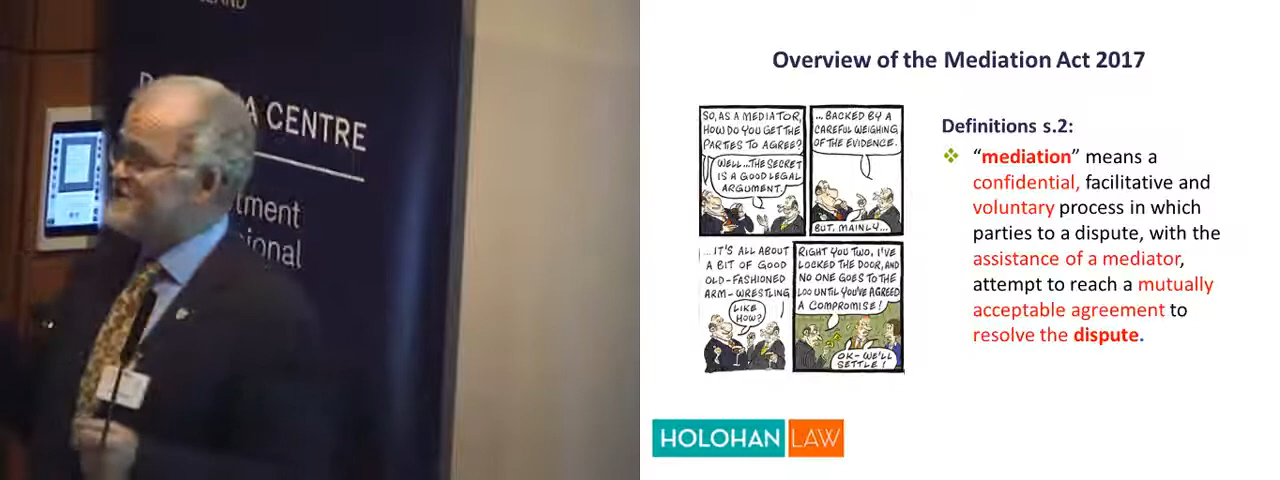 A CENTRE
Overview of the Mediation Act 2017
SO, AS A MEDIATOR,
HOW DO YOU GET THE
PARTIES TO AGREE?
WELL...THE SECRET
IS A GOOD LEGAL
ARGUMENT.
...BACKED BY A
CAREFUL WEIGHING
OF THE EVIDENCE.
BUT, MAINLY...
...IT'S ALL ABOUT
A BIT OF GOOD
OLD-FASHIONED
ARM-WRESTLING
LIKE
HOW?
RIGHT YOU TWO, I'VE
LOCKED THE DOOR, AND
NO ONE GOES TO THE
LOO UNTIL YOU'VE AGREED
A COMPROMISE!
OK-WE'LL
SETTLE!
Definitions s.2:
“mediation” means a
confidential, facilitative and
voluntary process in which
parties to a dispute, with the
assistance of a mediator,
attempt to reach a mutually
acceptable agreement to
resolve the dispute.
HOLOHAN LAW